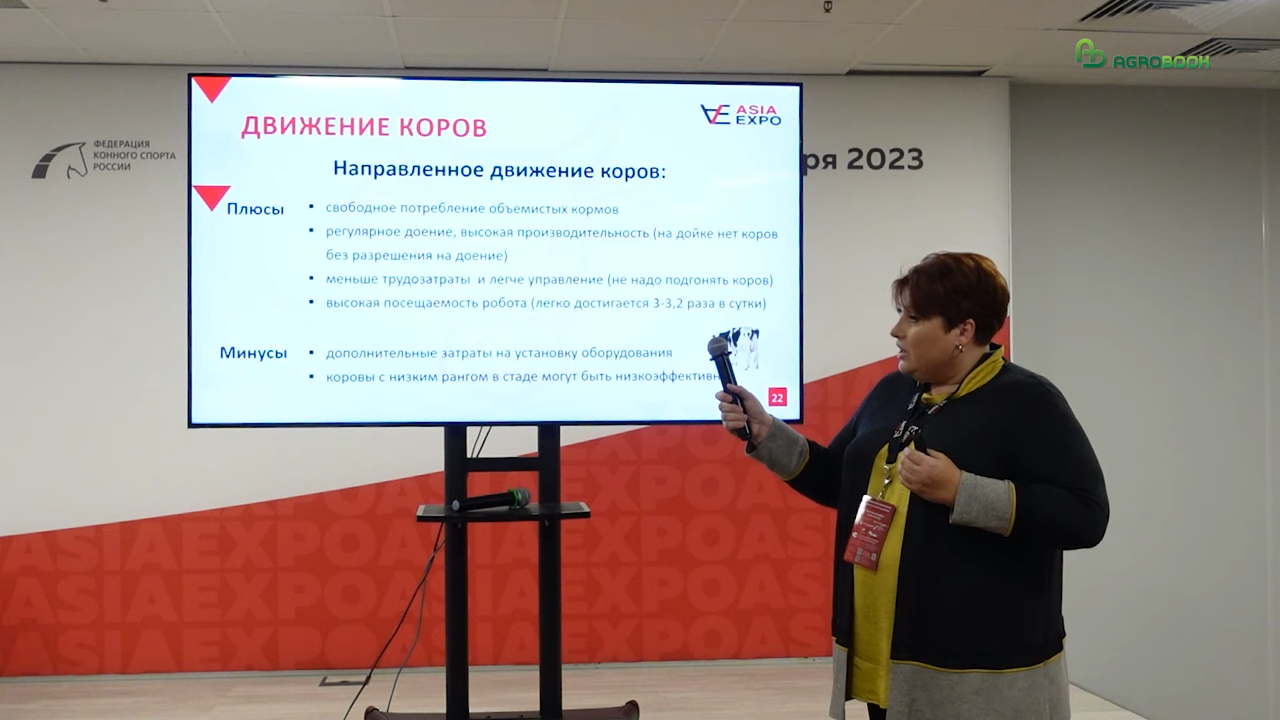 AGROBOOK
ФЕДЕРАЦИЯ
КОННОГО СПОРТА
РОССИИ
ря 2023
ASIA
EXPO
ДВИЖЕНИЕ КОРОВ
Направленное движение коров:
Плюсы
▪ свободное потребление объемистых кормов
▪ регулярное доение, высокая производительность (на дойке нет коров
без разрешения на доение)
▪ меньше трудозатраты и легче управление (не надо подгонять коров)
▪ высокая посещаемость робота (легко достигается 3-3,2 раза в сутки)
Минусы
▪ дополнительные затраты на установку оборудования
▪ коровы с низким рангом в стаде могут быть низкоэффективн
22
ASIAEXPOASIAEXPOAS
ASIAEXPOASIAEXPOAS
ASIAEXPOASIAEXPOAS